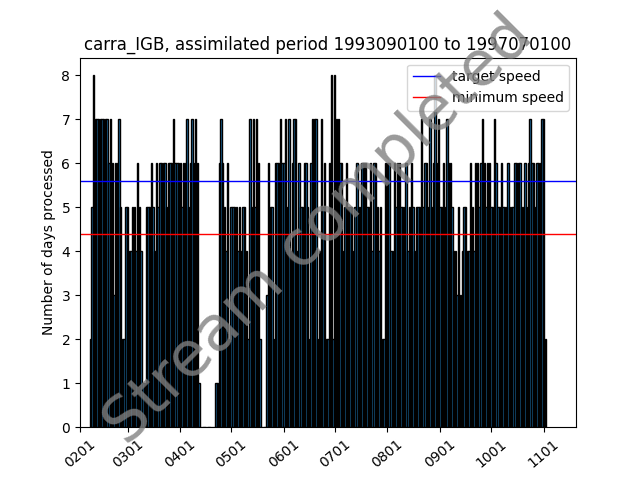 carra_IGB, assimilated period 1993090100 to 1997070100
target speed
minimum speed
Number of days processed
8
7
6
5
4
3
2
1
0
0201 0301 0401 0501 0601 0701 0801 0901 1001 1101
Stream completed